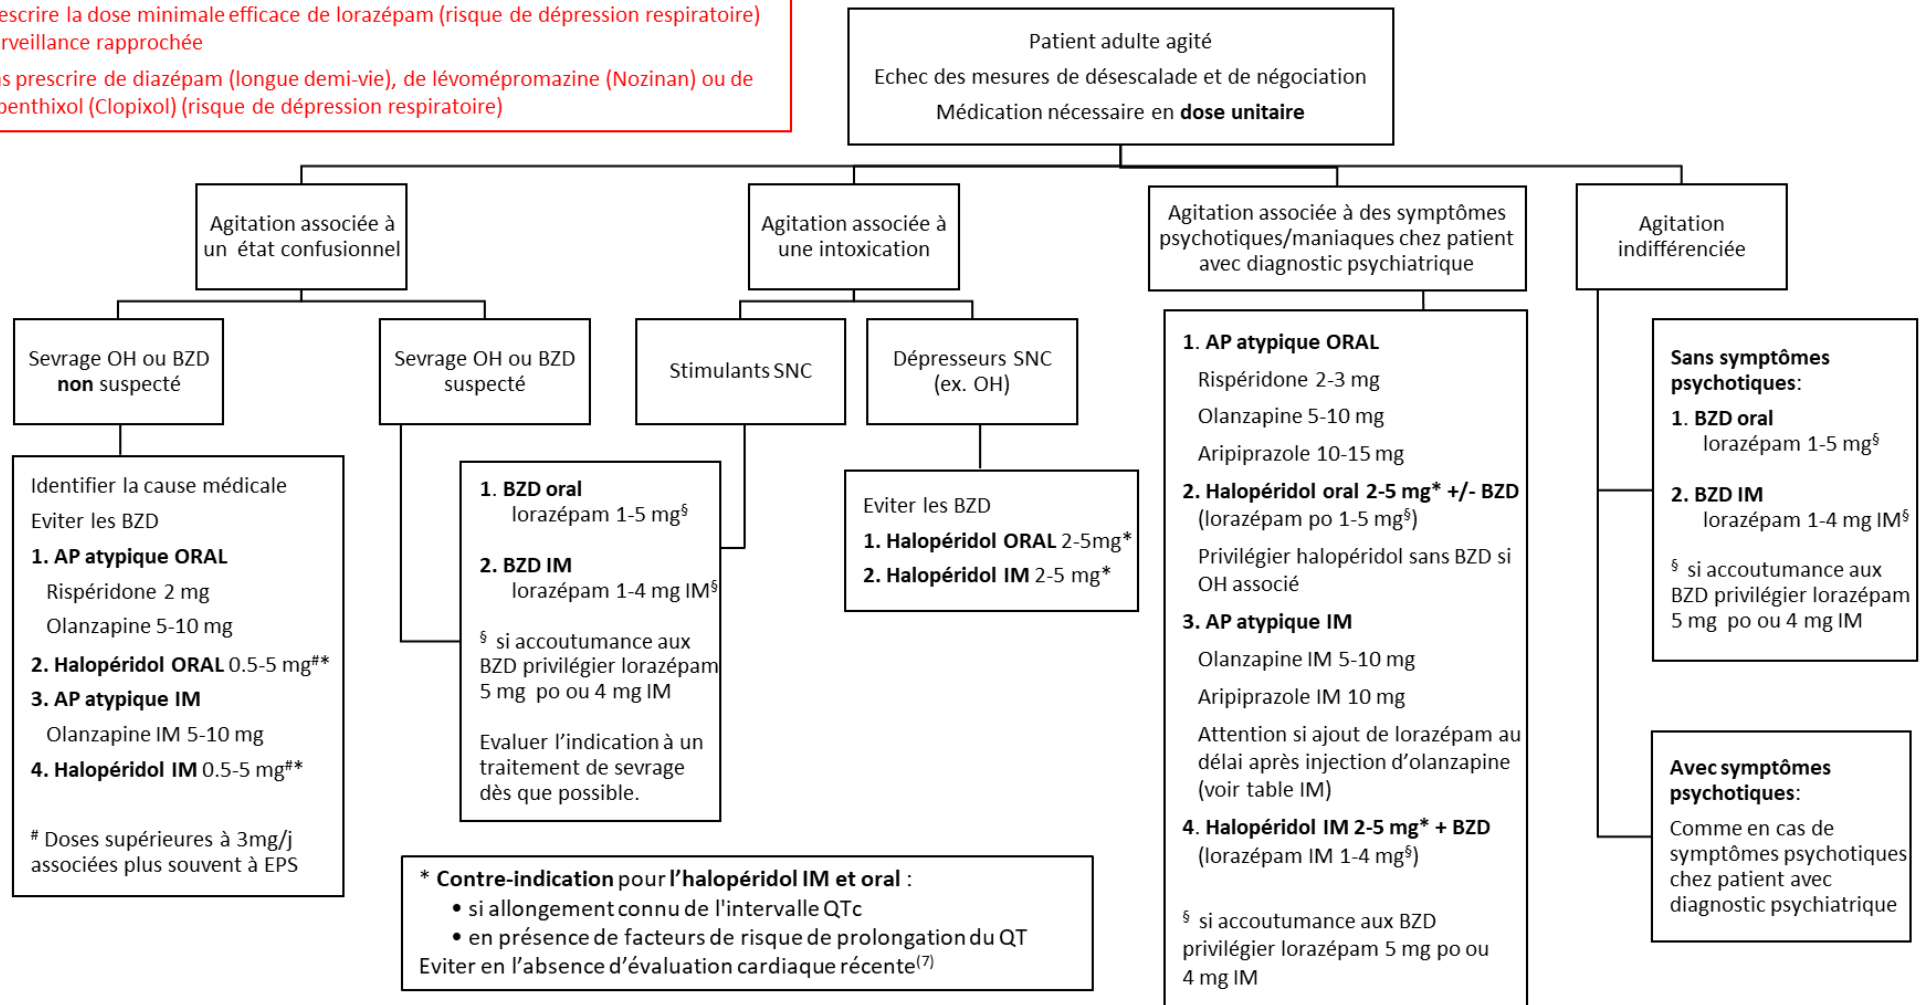 escrire la dose minimale efficace de lorazépam (risque de dépression respiratoire)
rveillance rapprochée
s prescrire de diazépam (longue demi-vie), de lévomépromazine (Nozinan) ou de
penthixol (Clopixol) (risque de dépression respiratoire)
Patient adulte agité
Echec des mesures de désescalade et de négociation
Médication nécessaire en dose unitaire
Agitation associée à
un état confusionnel
Agitation associée à
une intoxication
Agitation associée à des symptômes
psychotiques/maniaques chez patient
avec diagnostic psychiatrique
Agitation
indifférenciée
Sevrage OH ou BZD
non suspecté
Sevrage OH ou BZD
suspecté
Stimulants SNC
Dépresseurs SNC
(ex. OH)
Identifier la cause médicale
Eviter les BZD
1. AP atypique ORAL
Rispéridone 2 mg
Olanzapine 5-10 mg
2. Halopéridol ORAL 0.5-5 mg#*
3. AP atypique IM
Olanzapine IM 5-10 mg
4. Halopéridol IM 0.5-5 mg#*
# Doses supérieures à 3mg/j
associées plus souvent à EPS
1. BZD oral
lorazépam 1-5 mg§
2. BZD IM
lorazépam 1-4 mg IM§
§ si accoutumance aux
BZD privilégier lorazépam
5 mg po ou 4 mg IM
Evaluer l’indication à un
traitement de sevrage
dès que possible.
Eviter les BZD
1. Halopéridol ORAL 2-5mg*
2. Halopéridol IM 2-5 mg*
1. AP atypique ORAL
Rispéridone 2-3 mg
Olanzapine 5-10 mg
Aripiprazole 10-15 mg
2. Halopéridol oral 2-5 mg* +/- BZD
(lorazépam po 1-5 mg§)
Privilégier halopéridol sans BZD si
OH associé
3. AP atypique IM
Olanzapine IM 5-10 mg
Aripiprazole IM 10 mg
Attention si ajout de lorazépam au
délai après injection d’olanzapine
(voir table IM)
4. Halopéridol IM 2-5 mg* + BZD
(lorazépam IM 1-4 mg§)
§ si accoutumance aux BZD
privilégier lorazépam 5 mg po ou
4 mg IM
Sans symptômes
psychotiques:
1. BZD oral
lorazépam 1-5 mg§
2. BZD IM
lorazépam 1-4 mg IM§
§ si accoutumance aux
BZD privilégier lorazépam
5 mg po ou 4 mg IM
Avec symptômes
psychotiques:
Comme en cas de
symptômes psychotiques
chez patient avec
diagnostic psychiatrique
* Contre-indication pour l’halopéridol IM et oral :
• si allongement connu de l'intervalle QTc
• en présence de facteurs de risque de prolongation du QT
Eviter en l’absence d’évaluation cardiaque récente(7)